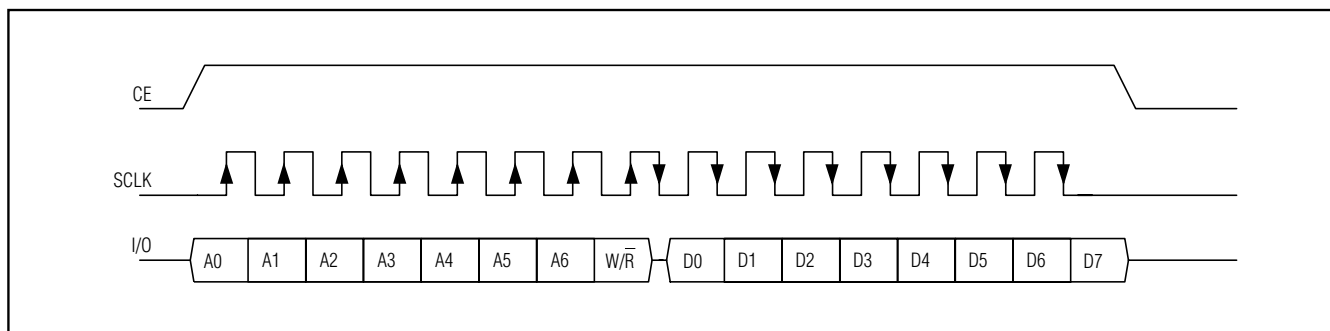 CE
SCLK
I/O A0 A1 A2 A3 A4 A5 A6 W/R̅ D0 D1 D2 D3 D4 D5 D6 D7